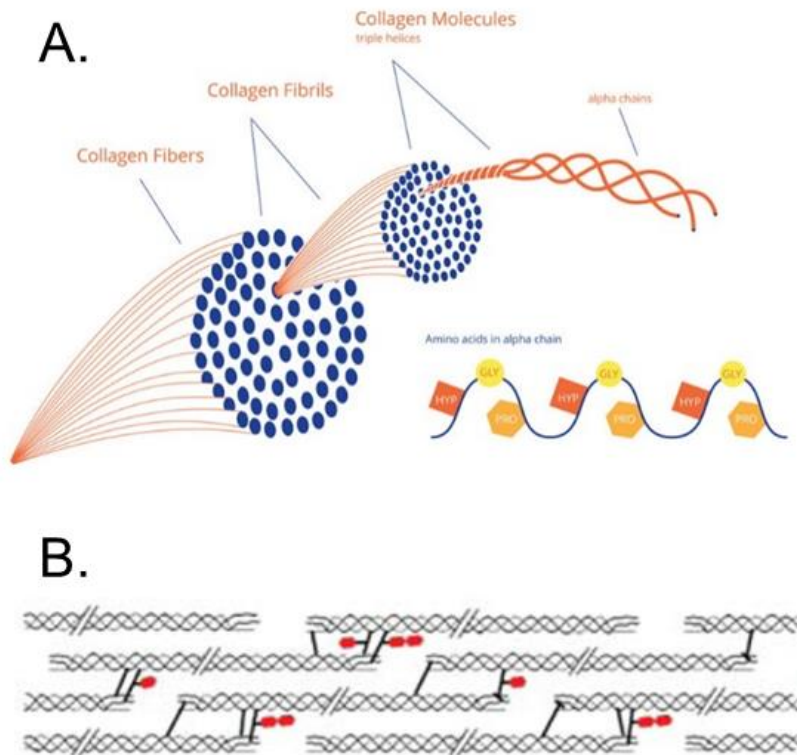 A.
Collagen Molecules
triple helices
Collagen Fibrils
alpha chains
Collagen Fibers
Amino acids in alpha chain
HYP GLY PRO HYP GLY PRO HYP GLY PRO
B.